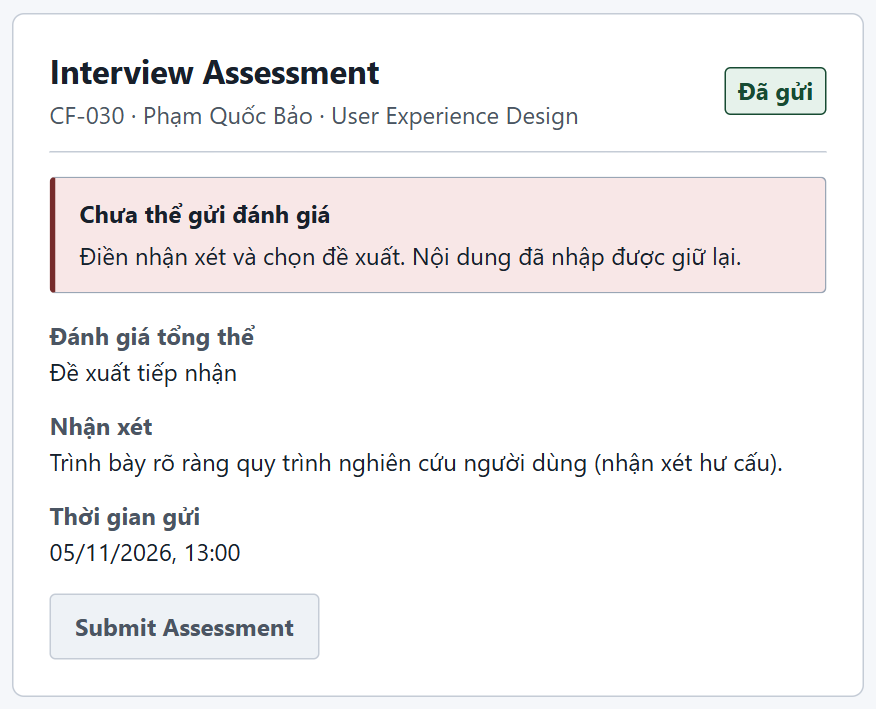 Interview Assessment
CF-030 · Phạm Quốc Bảo · User Experience Design
Đã gửi
Chưa thể gửi đánh giá
Điền nhận xét và chọn đề xuất. Nội dung đã nhập được giữ lại.
Đánh giá tổng thể
Đề xuất tiếp nhận
Nhận xét
Trình bày rõ ràng quy trình nghiên cứu người dùng (nhận xét hư cấu).
Thời gian gửi
05/11/2026, 13:00
Submit Assessment